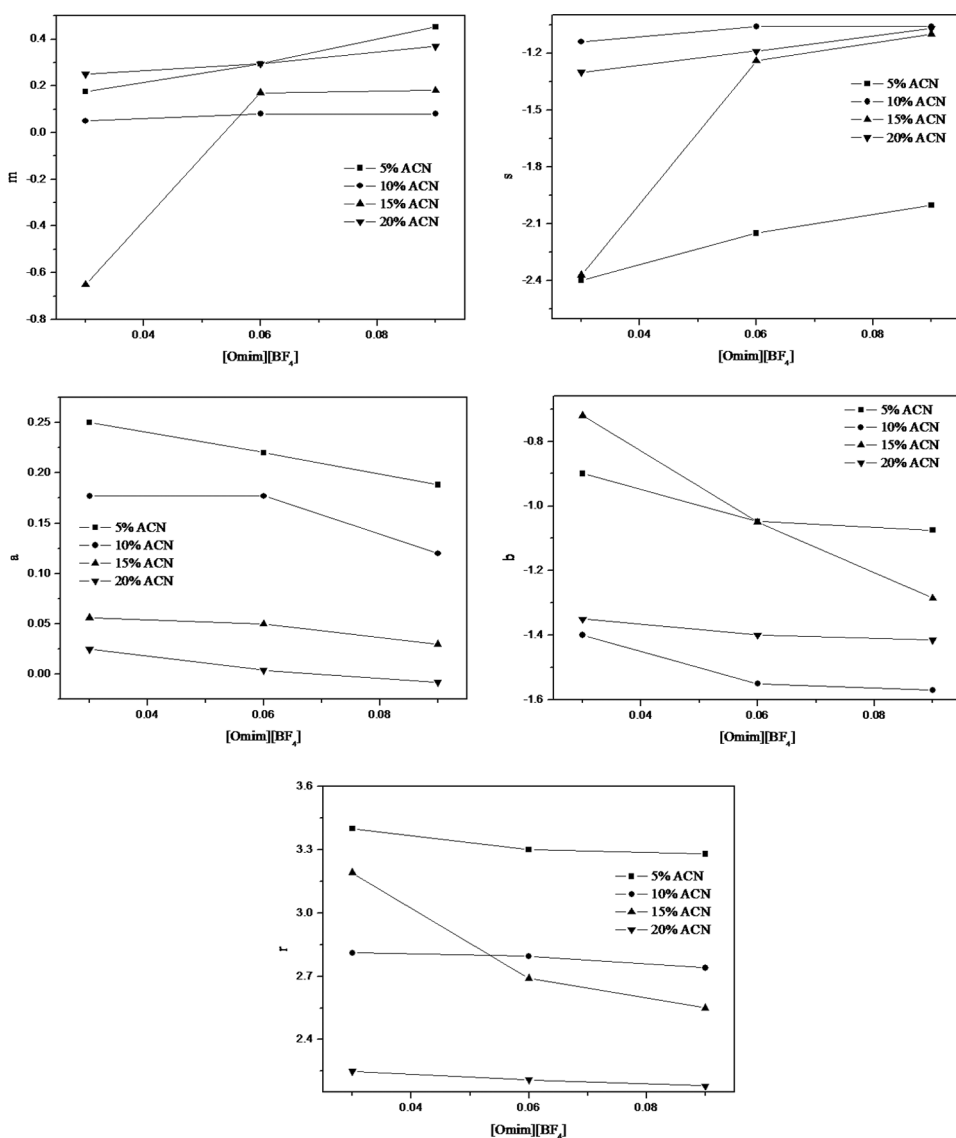 0.4
0.2
0.0
-0.2
-0.4
-0.6
-0.8
m
5% ACN
10% ACN
15% ACN
20% ACN
0.04 0.06 0.08
[Omim][BF4]
-1.2
-1.5
-1.8
-2.1
-2.4
s
5% ACN
10% ACN
15% ACN
20% ACN
0.04 0.06 0.08
[Omim][BF4]
0.25
0.20
0.15
0.10
0.05
0.00
a
5% ACN
10% ACN
15% ACN
20% ACN
0.04 0.06 0.08
[Omim][BF4]
-0.8
-1.0
-1.2
-1.4
-1.6
b
5% ACN
10% ACN
15% ACN
20% ACN
0.04 0.06 0.08
[Omim][BF4]
3.6
3.3
3.0
2.7
2.4
r
5% ACN
10% ACN
15% ACN
20% ACN
0.04 0.06 0.08
[Omim][BF4]